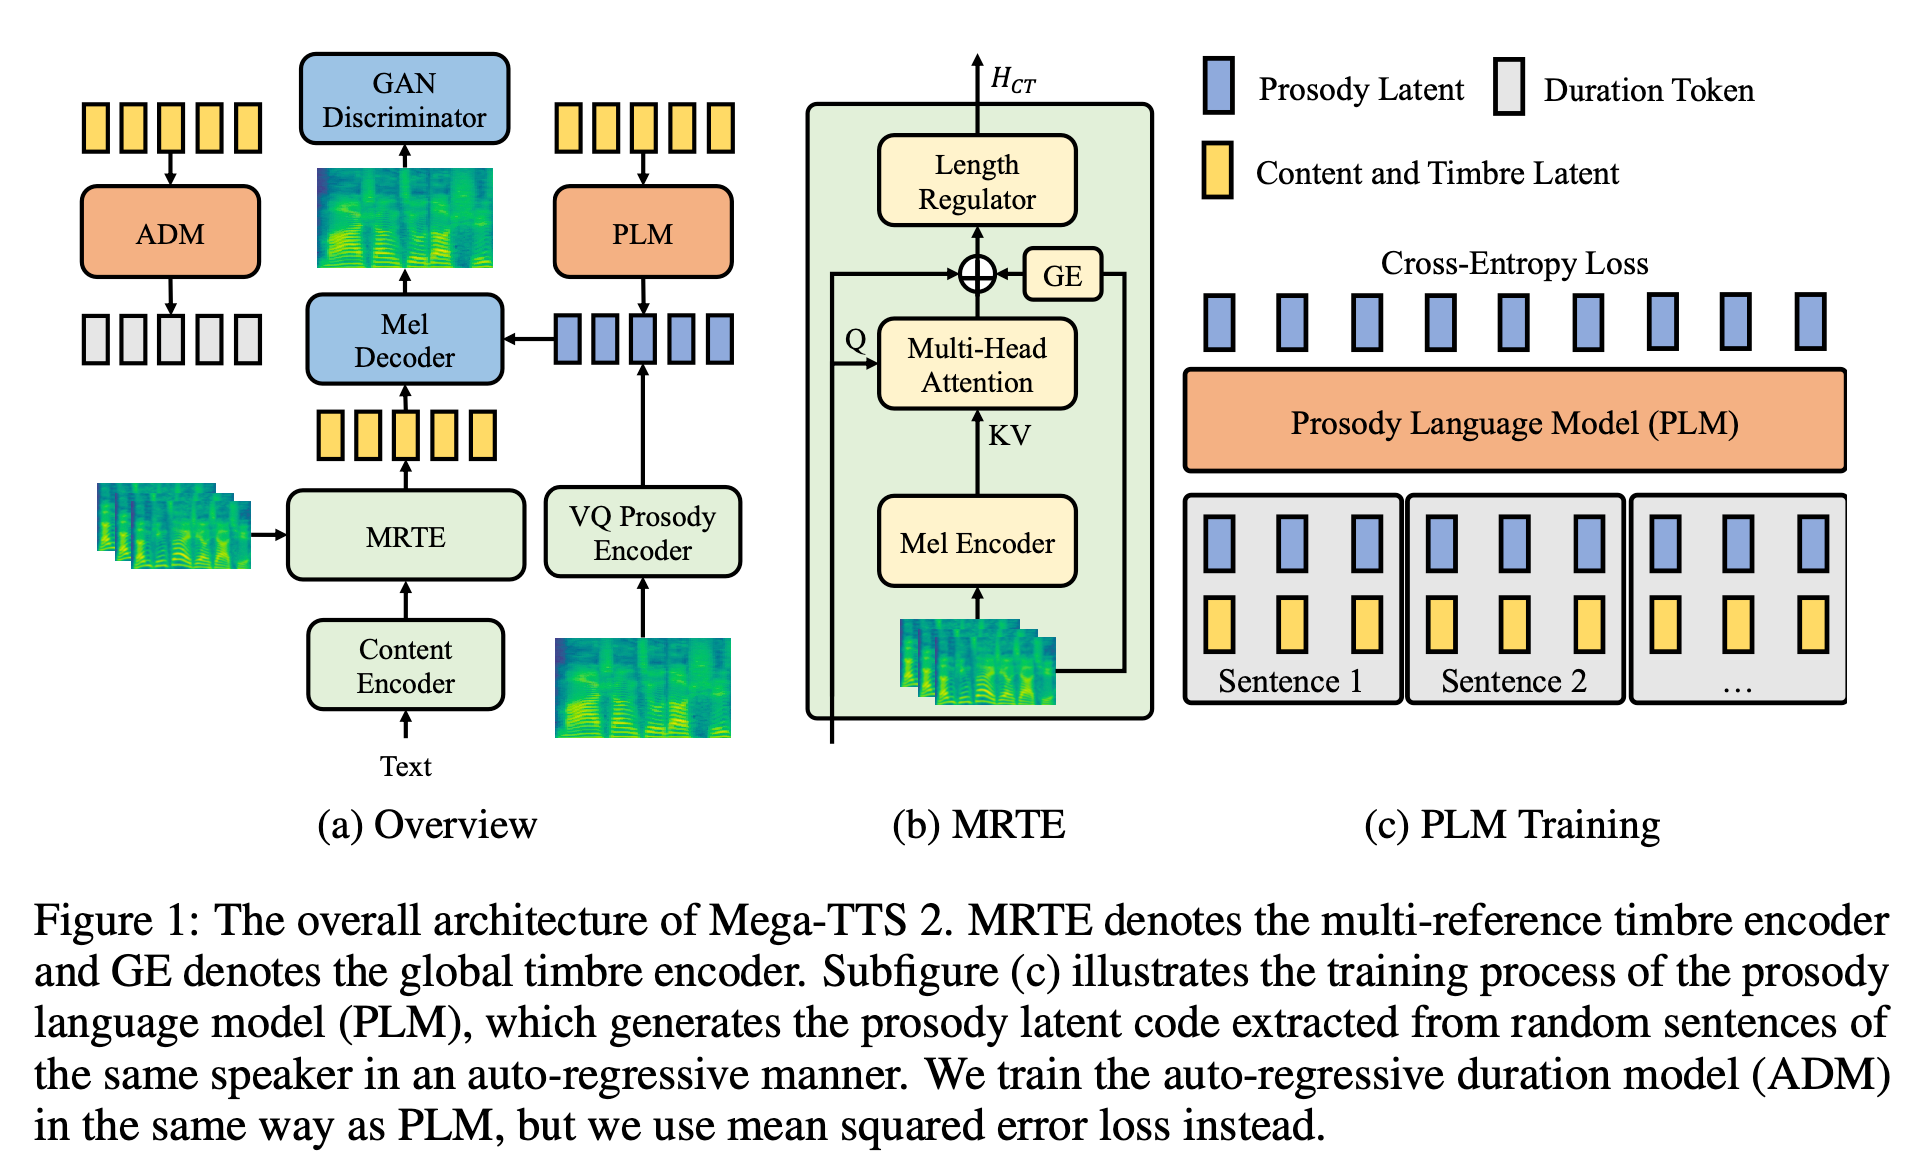 GAN
Discriminator
ADM
PLM
Mel
Decoder
MRTE
VQ Prosody
Encoder
Content
Encoder
Text
(a) Overview
H_CT
Length
Regulator
GE
Q
Multi-Head
Attention
KV
Mel Encoder
(b) MRTE
Prosody Latent
Duration Token
Content and Timbre Latent
Cross-Entropy Loss
Prosody Language Model (PLM)
Sentence 1
Sentence 2
...
(c) PLM Training
Figure 1: The overall architecture of Mega-TTS 2. MRTE denotes the multi-reference timbre encoder
and GE denotes the global timbre encoder. Subfigure (c) illustrates the training process of the prosody
language model (PLM), which generates the prosody latent code extracted from random sentences of
the same speaker in an auto-regressive manner. We train the auto-regressive duration model (ADM)
in the same way as PLM, but we use mean squared error loss instead.